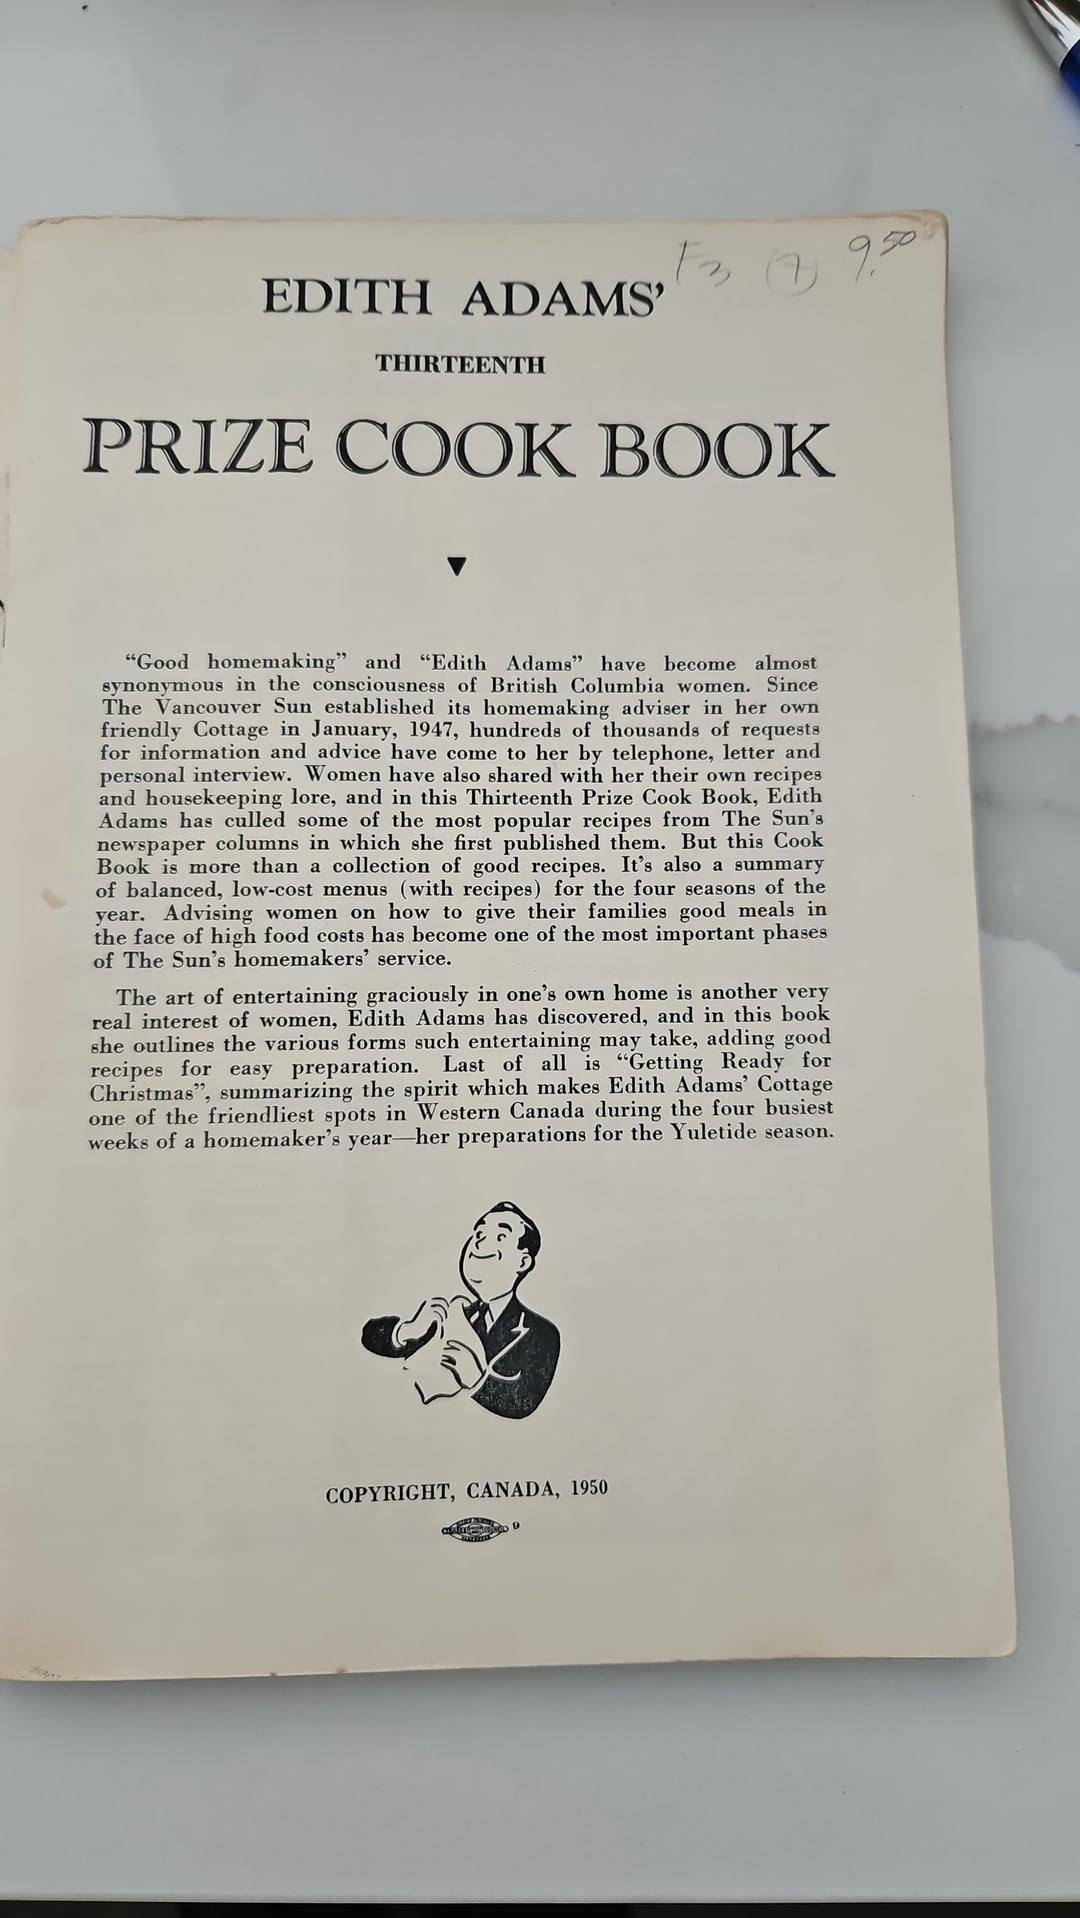 F3 7 9.50
EDITH ADAMS’
THIRTEENTH
PRIZE COOK BOOK
“Good homemaking” and “Edith Adams” have become almost
synonymous in the consciousness of British Columbia women. Since
The Vancouver Sun established its homemaking adviser in her own
friendly Cottage in January, 1947, hundreds of thousands of requests
for information and advice have come to her by telephone, letter and
personal interview. Women have also shared with her their own recipes
and housekeeping lore, and in this Thirteenth Prize Cook Book, Edith
Adams has culled some of the most popular recipes from The Sun’s
newspaper columns in which she first published them. But this Cook
Book is more than a collection of good recipes. It’s also a summary
of balanced, low-cost menus (with recipes) for the four seasons of the
year. Advising women on how to give their families good meals in
the face of high food costs has become one of the most important phases
of The Sun’s homemakers’ service.
The art of entertaining graciously in one’s own home is another very
real interest of women, Edith Adams has discovered, and in this book
she outlines the various forms such entertaining may take, adding good
recipes for easy preparation. Last of all is “Getting Ready for
Christmas”, summarizing the spirit which makes Edith Adams’ Cottage
one of the friendliest spots in Western Canada during the four busiest
weeks of a homemaker’s year—her preparations for the Yuletide season.
COPYRIGHT, CANADA, 1950
9